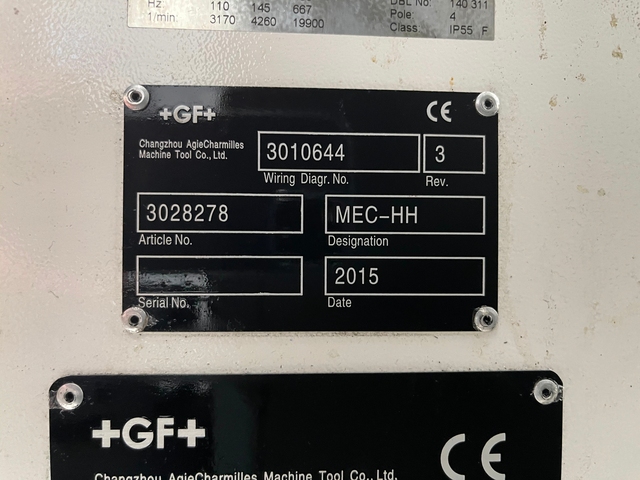 Hz 110 145 667 DBL No: 140 311
1/min. 3170 4260 19900 Pole: 4
Class IP55 F
+GF+ CE
Changzhou AgieCharmilles
Machine Tool Co., Ltd.
3010644 3
Wiring Diagr. No. Rev.
3028278 MEC-HH
Article No. Designation
2015
Serial No. Date
+GF+ CE
Changzhou AgieCharmilles Machine Tool Co., Ltd.